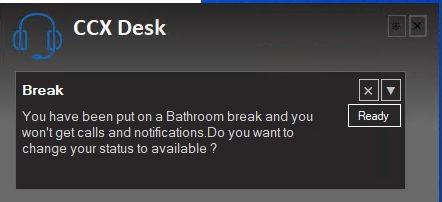 CCX Desk
Break
You have been put on a Bathroom break and you
won't get calls and notifications.Do you want to
change your status to available ?
Ready